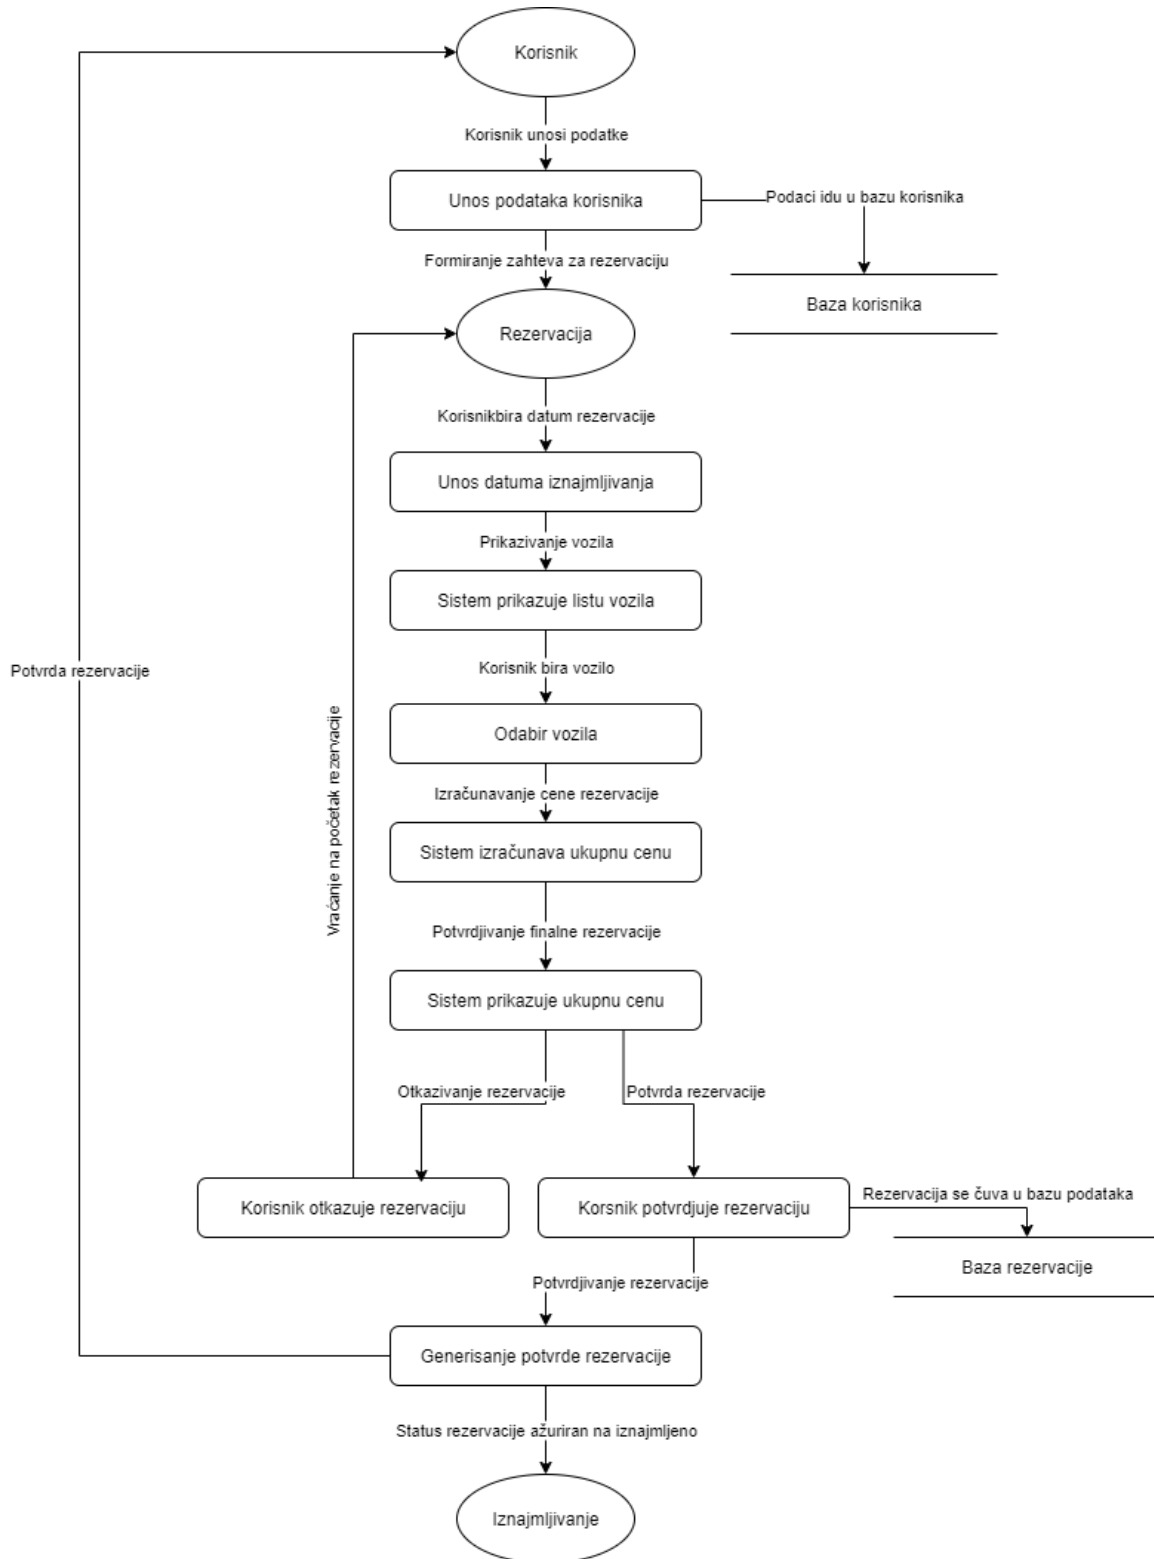 Korisnik
Korisnik unosi podatke
Unos podataka korisnika
Podaci idu u bazu korisnika
Formiranje zahteva za rezervaciju
Baza korisnika
Rezervacija
Korisnikbira datum rezervacije
Unos datuma iznajmljivanja
Prikazivanje vozila
Sistem prikazuje listu vozila
Korisnik bira vozilo
Potvrda rezervacije
Vraćanje na početak rezervacije
Odabir vozila
Izračunavanje cene rezervacije
Sistem izračunava ukupnu cenu
Potvrdjivanje finalne rezervacije
Sistem prikazuje ukupnu cenu
Otkazivanje rezervacije
Potvrda rezervacije
Korisnik otkazuje rezervaciju
Korsnik potvrdjuje rezervaciju
Rezervacija se čuva u bazu podataka
Baza rezervacije
Potvrdjivanje rezervacije
Generisanje potvrde rezervacije
Status rezervacije ažuriran na iznajmljeno
Iznajmljivanje